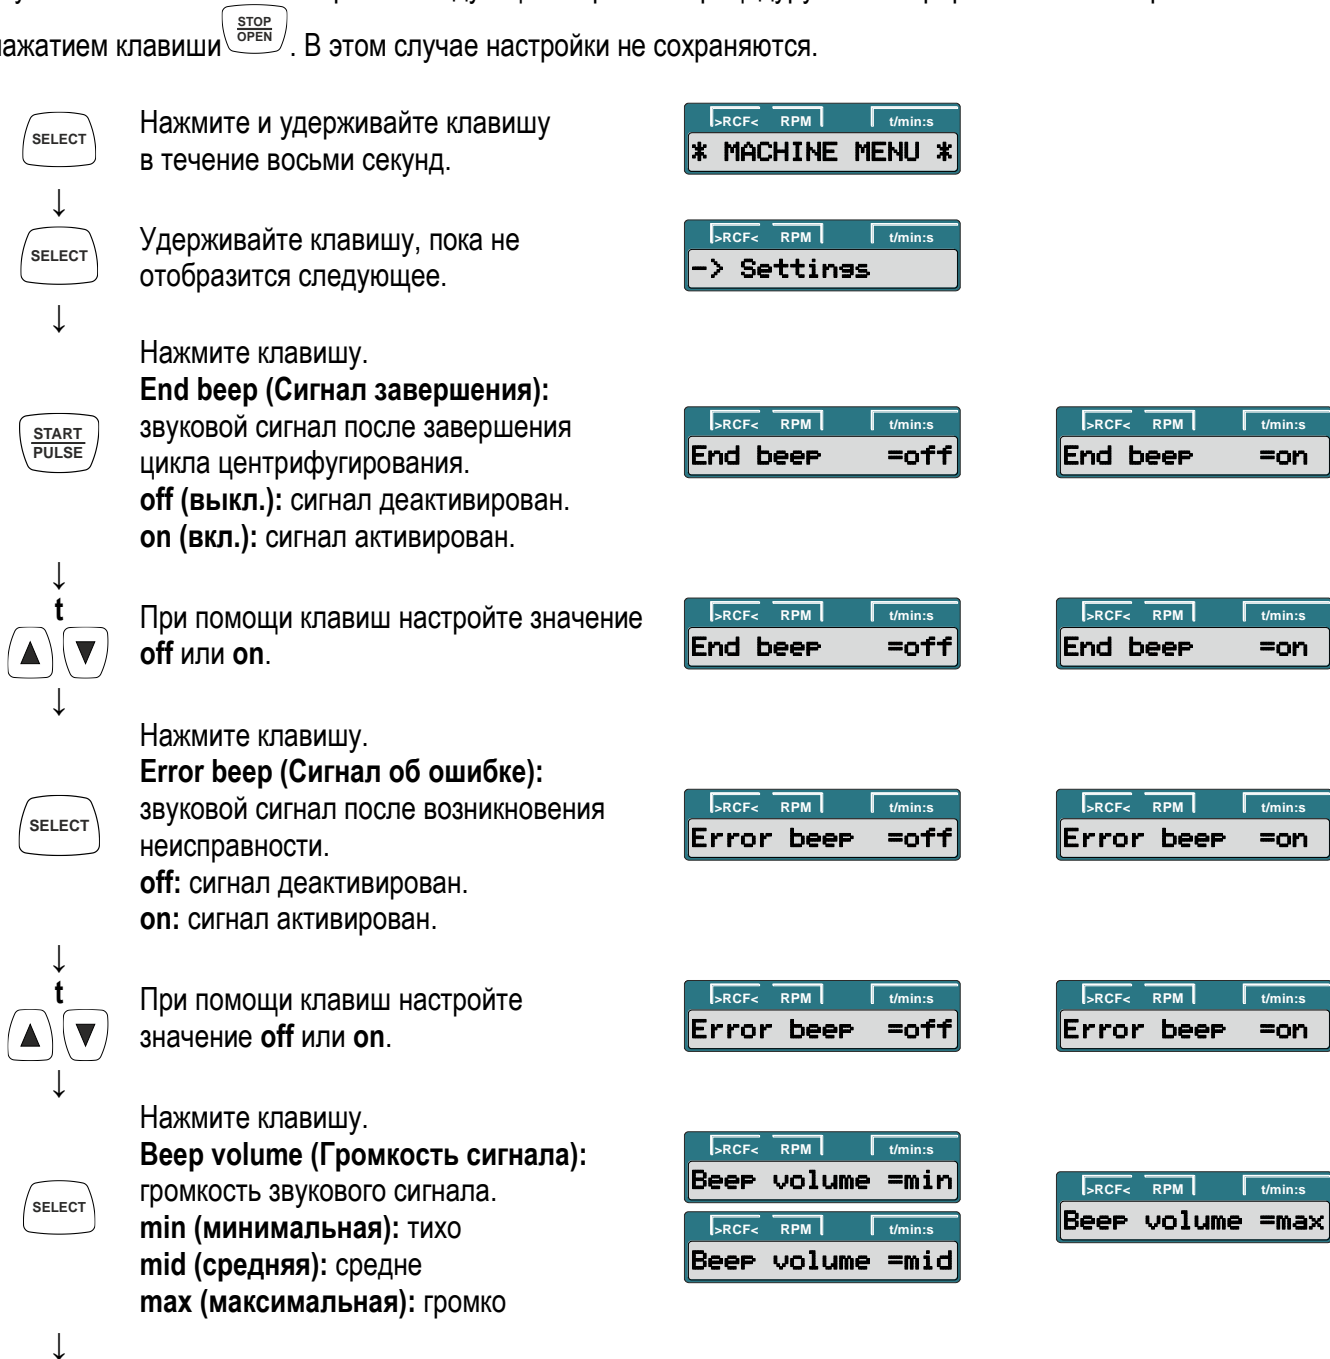 STOP
OPEN
нажатием клавиши . В этом случае настройки не сохраняются.
SELECT
Нажмите и удерживайте клавишу
в течение восьми секунд.
>RCF< RPM t/min:s
* MACHINE MENU *
↓
SELECT
Удерживайте клавишу, пока не
отобразится следующее.
>RCF< RPM t/min:s
-> Settings
↓
START
PULSE
Нажмите клавишу.
End beep (Сигнал завершения):
звуковой сигнал после завершения
цикла центрифугирования.
off (выкл.): сигнал деактивирован.
on (вкл.): сигнал активирован.
>RCF< RPM t/min:s
End beep =off
>RCF< RPM t/min:s
End beep =on
↓
t
▲ ▼
При помощи клавиш настройте значение
off или on.
>RCF< RPM t/min:s
End beep =off
>RCF< RPM t/min:s
End beep =on
↓
SELECT
Нажмите клавишу.
Error beep (Сигнал об ошибке):
звуковой сигнал после возникновения
неисправности.
off: сигнал деактивирован.
on: сигнал активирован.
>RCF< RPM t/min:s
Error beep =off
>RCF< RPM t/min:s
Error beep =on
↓
t
▲ ▼
При помощи клавиш настройте
значение off или on.
>RCF< RPM t/min:s
Error beep =off
>RCF< RPM t/min:s
Error beep =on
↓
SELECT
Нажмите клавишу.
Beep volume (Громкость сигнала):
громкость звукового сигнала.
min (минимальная): тихо
mid (средняя): средне
max (максимальная): громко
>RCF< RPM t/min:s
Beep volume =min
>RCF< RPM t/min:s
Beep volume =mid
>RCF< RPM t/min:s
Beep volume =max
↓